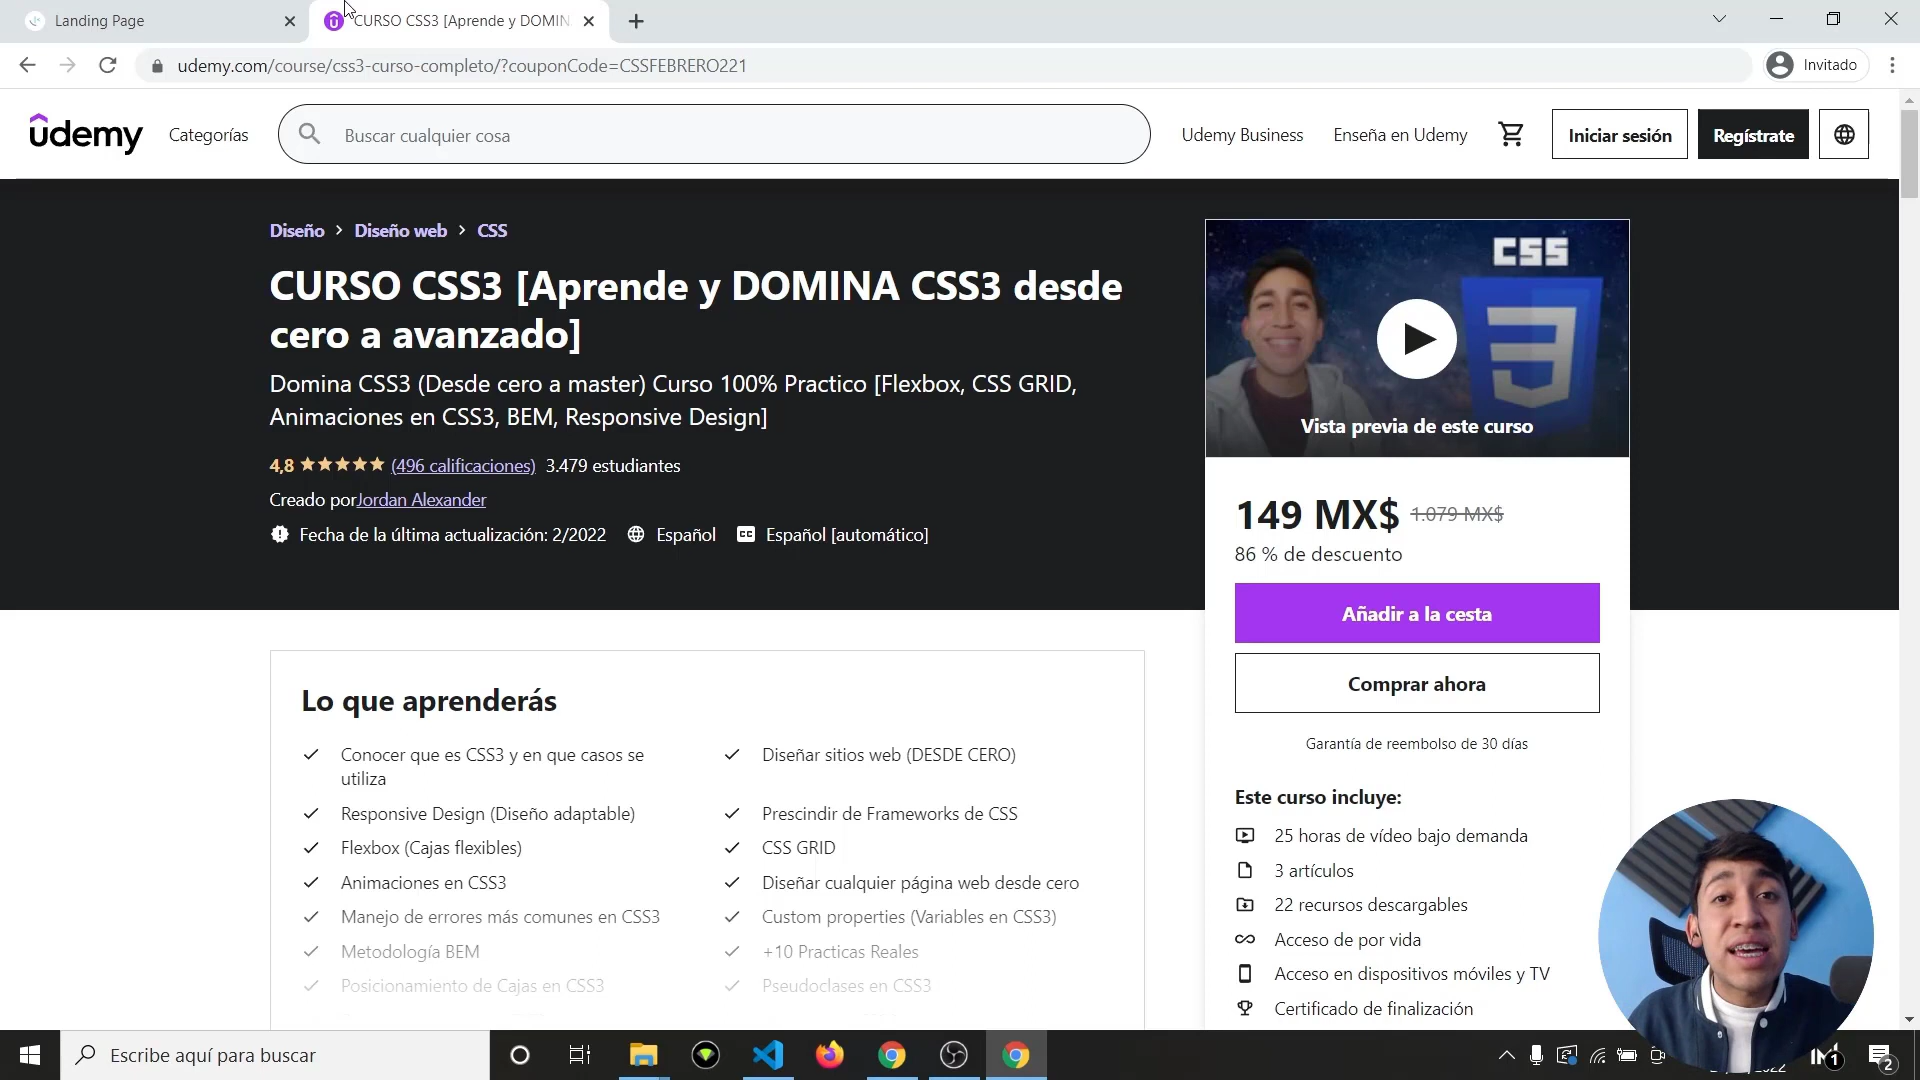 Landing Page
CURSO CSS3 [Aprende y DOMIN
udemy.com/course/css3-curso-completo/?couponCode=CSSFEBRERO221
Invitado
udemy
Categorías
Buscar cualquier cosa
Udemy Business
Enseña en Udemy
Iniciar sesión
Regístrate
Diseño > Diseño web > CSS
CURSO CSS3 [Aprende y DOMINA CSS3 desde
cero a avanzado]
Domina CSS3 (Desde cero a master) Curso 100% Practico [Flexbox, CSS GRID,
Animaciones en CSS3, BEM, Responsive Design]
4,8 (496 calificaciones) 3.479 estudiantes
Creado porJordan Alexander
Fecha de la última actualización: 2/2022 Español CC Español [automático]
CSS
3
Vista previa de este curso
149 MX$ 1.079 MX$
86 % de descuento
Añadir a la cesta
Comprar ahora
Garantía de reembolso de 30 días
Este curso incluye:
25 horas de vídeo bajo demanda
3 artículos
22 recursos descargables
Acceso de por vida
Acceso en dispositivos móviles y TV
Certificado de finalización
Lo que aprenderás
Conocer que es CSS3 y en que casos se
utiliza
Diseñar sitios web (DESDE CERO)
Responsive Design (Diseño adaptable)
Prescindir de Frameworks de CSS
Flexbox (Cajas flexibles)
CSS GRID
Animaciones en CSS3
Diseñar cualquier página web desde cero
Manejo de errores más comunes en CSS3
Custom properties (Variables en CSS3)
Metodología BEM
+10 Practicas Reales
Posicionamiento de Cajas en CSS3
Pseudoclases en CSS3
Escribe aquí para buscar
1
2